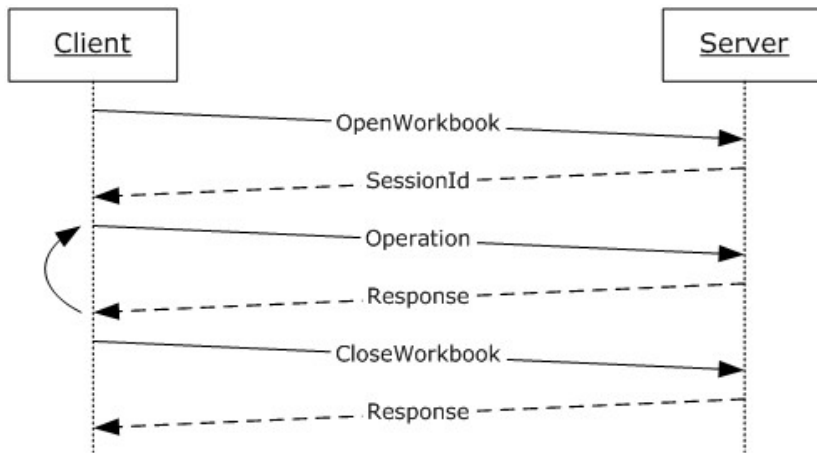 Client
Server
OpenWorkbook
SessionId
Operation
Response
CloseWorkbook
Response